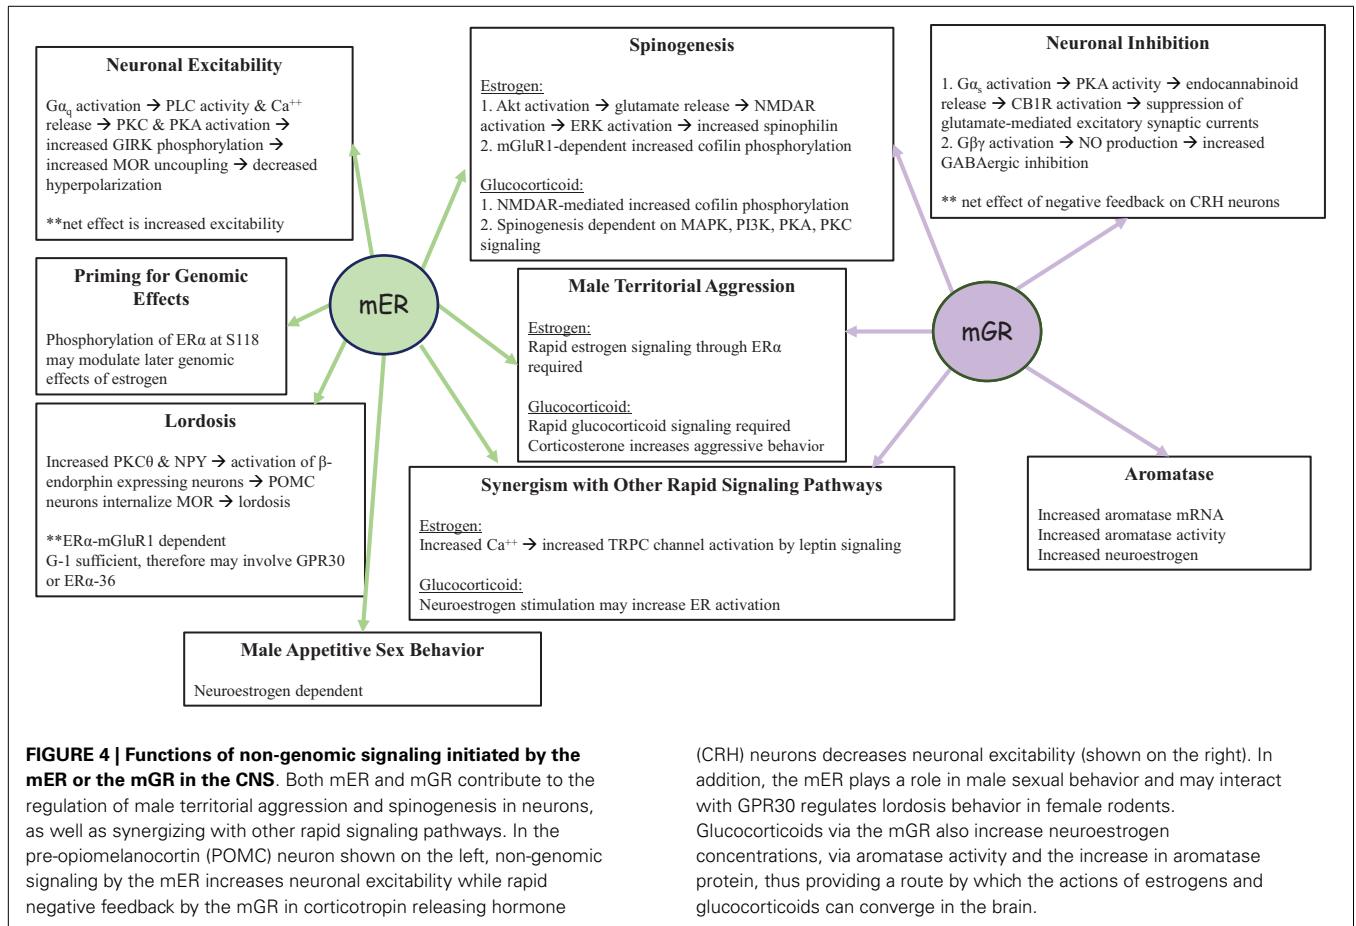 Neuronal Excitability
Gαq activation → PLC activity & Ca++
release → PKC & PKA activation →
increased GIRK phosphorylation →
increased MOR uncoupling → decreased
hyperpolarization
**net effect is increased excitability
Spinogenesis
Estrogen:
1. Akt activation → glutamate release → NMDAR
activation → ERK activation → increased spinophilin
2. mGluR1-dependent increased cofilin phosphorylation
Glucocorticoid:
1. NMDAR-mediated increased cofilin phosphorylation
2. Spinogenesis dependent on MAPK, PI3K, PKA, PKC
signaling
Neuronal Inhibition
1. Gαs activation → PKA activity → endocannabinoid
release → CB1R activation → suppression of
glutamate-mediated excitatory synaptic currents
2. Gβγ activation → NO production → increased
GABAergic inhibition
** net effect of negative feedback on CRH neurons
Priming for Genomic
Effects
Phosphorylation of ERα at S118
may modulate later genomic
effects of estrogen
mER
Male Territorial Aggression
Estrogen:
Rapid estrogen signaling through ERα
required
Glucocorticoid:
Rapid glucocorticoid signaling required
Corticosterone increases aggressive behavior
mGR
Lordosis
Increased PKCθ & NPY → activation of β-
endorphin expressing neurons → POMC
neurons internalize MOR → lordosis
**ERα-mGluR1 dependent
G-1 sufficient, therefore may involve GPR30
or ERα-36
Synergism with Other Rapid Signaling Pathways
Estrogen:
Increased Ca++ → increased TRPC channel activation by leptin signaling
Glucocorticoid:
Neuroestrogen stimulation may increase ER activation
Aromatase
Increased aromatase mRNA
Increased aromatase activity
Increased neuroestrogen
Male Appetitive Sex Behavior
Neuroestrogen dependent
FIGURE 4 | Functions of non-genomic signaling initiated by the
mER or the mGR in the CNS. Both mER and mGR contribute to the
regulation of male territorial aggression and spinogenesis in neurons,
as well as synergizing with other rapid signaling pathways. In the
pre-opiomelanocortin (POMC) neuron shown on the left, non-genomic
signaling by the mER increases neuronal excitability while rapid
negative feedback by the mGR in corticotropin releasing hormone
(CRH) neurons decreases neuronal excitability (shown on the right). In
addition, the mER plays a role in male sexual behavior and may interact
with GPR30 regulates lordosis behavior in female rodents.
Glucocorticoids via the mGR also increase neuroestrogen
concentrations, via aromatase activity and the increase in aromatase
protein, thus providing a route by which the actions of estrogens and
glucocorticoids can converge in the brain.